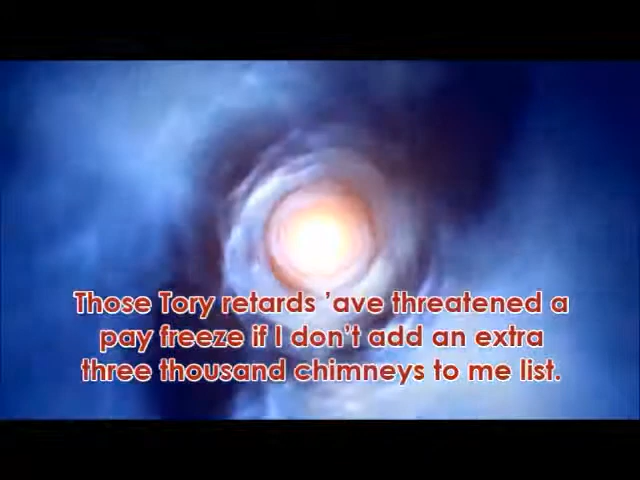 Those Tory retards 'ave threatened a
pay freeze if I don't add an extra
three thousand chimneys to me list.